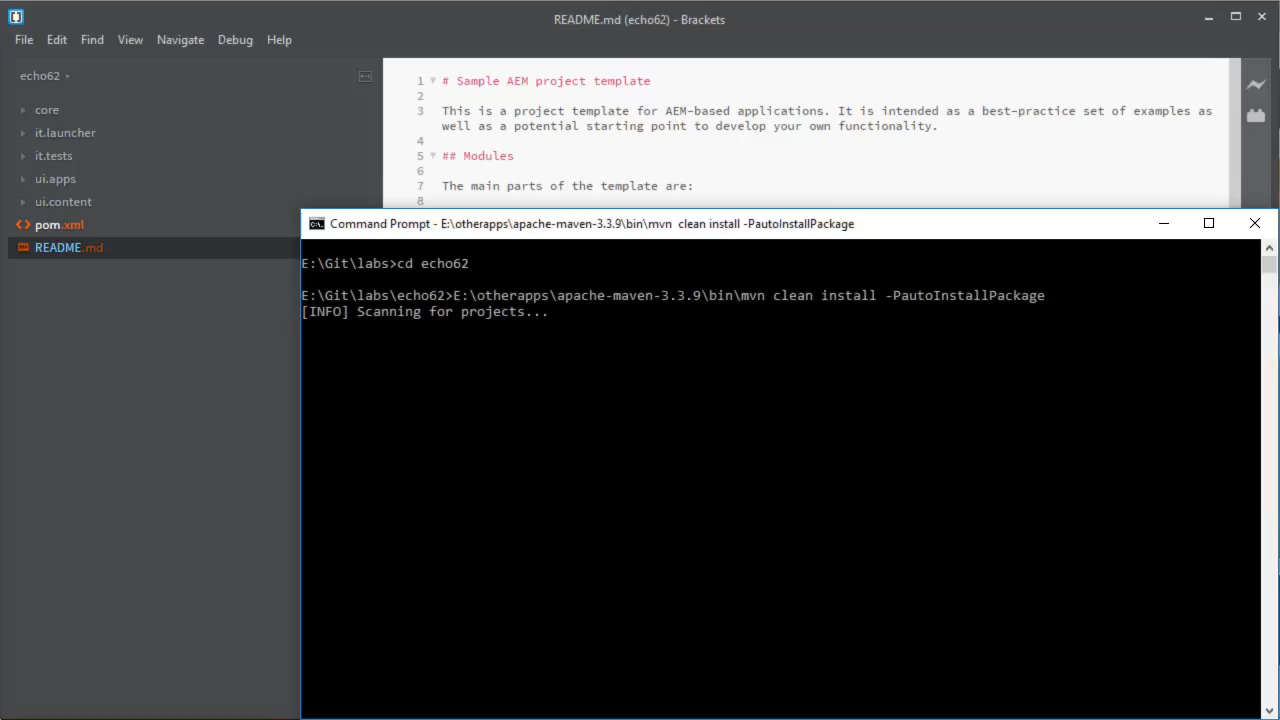 README.md (echo62) - Brackets
File Edit Find View Navigate Debug Help
echo62
core
it.launcher
it.tests
ui.apps
ui.content
pom.xml
README.md
1 # Sample AEM project template
2
3 This is a project template for AEM-based applications. It is intended as a best-practice set of examples as
well as a potential starting point to develop your own functionality.
4
5 ## Modules
6
7 The main parts of the template are:
8
Command Prompt - E:\otherapps\apache-maven-3.3.9\bin\mvn  clean install -PautoInstallPackage
E:\Git\labs>cd echo62
E:\Git\labs\echo62>E:\otherapps\apache-maven-3.3.9\bin\mvn clean install -PautoInstallPackage
[INFO] Scanning for projects...